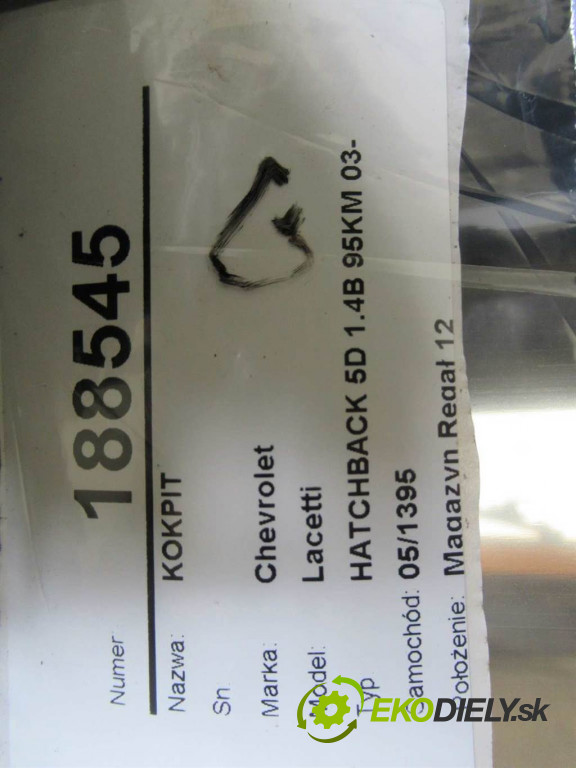 Numer: 188545
Nazwa: KOKPIT
Sn
Marka: Chevrolet
Model: Lacetti
Typ HATCHBACK 5D 1.4B 95KM 03-
Samochód: 05/1395
Położenie: Magazyn Regał 12
EKODIELY.sk